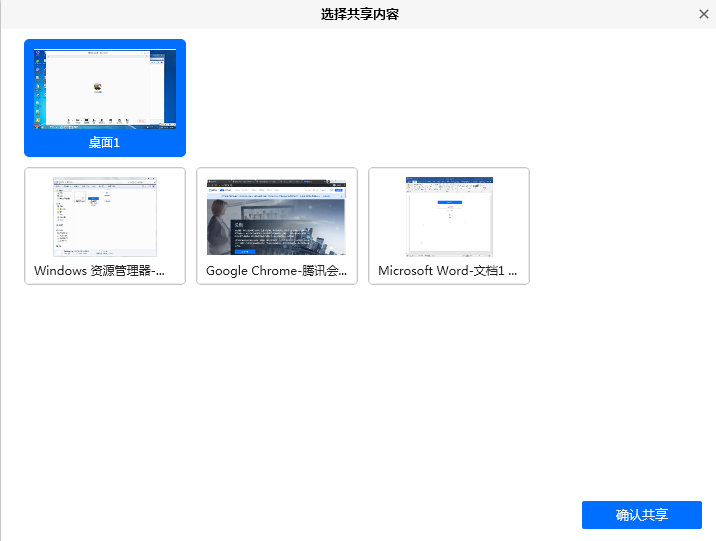 选择共享内容
桌面1
Windows 资源管理器-...
Google Chrome-腾讯会...
Microsoft Word-文档1 ...
确认共享